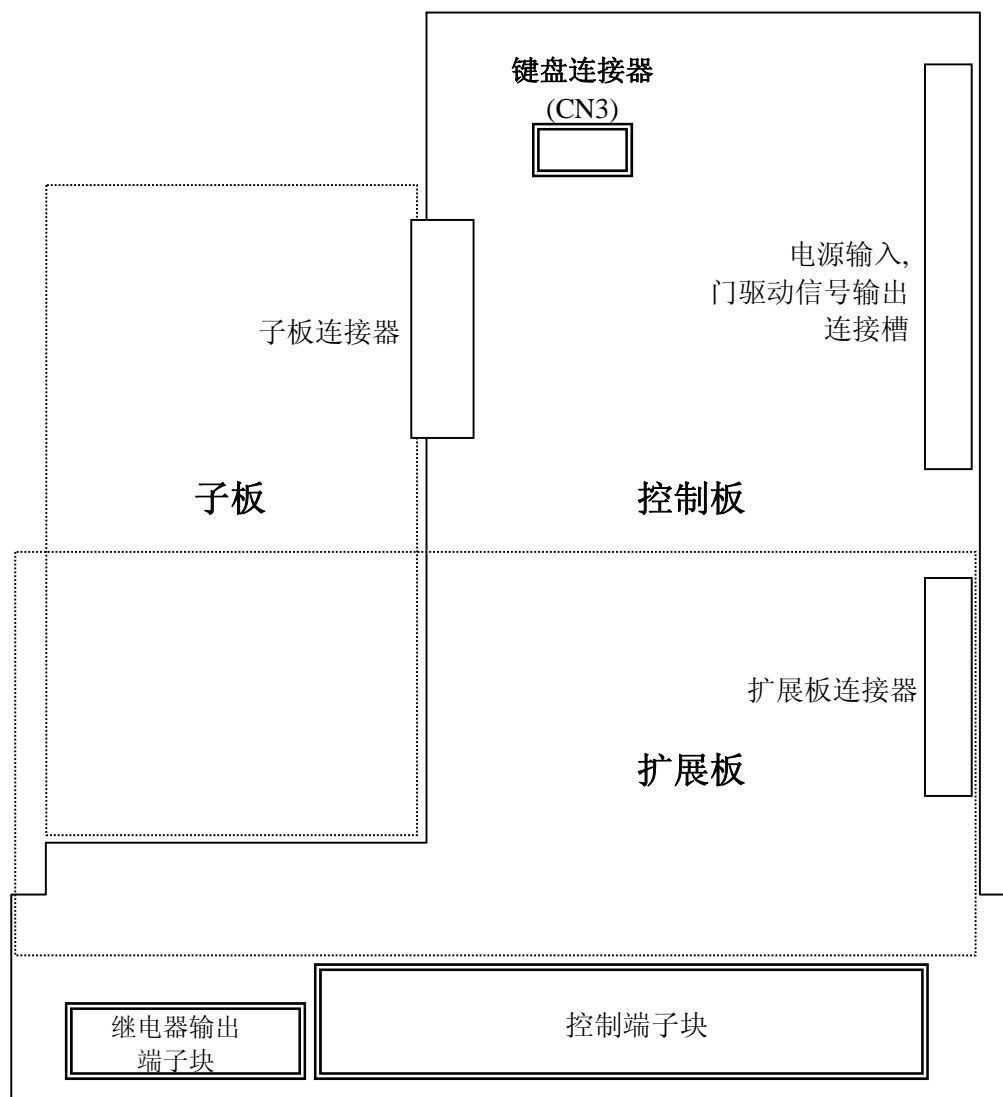 键盘连接器
(CN3)
电源输入,
门驱动信号输出
连接槽
子板连接器
子板
控制板
扩展板连接器
扩展板
继电器输出
端子块
控制端子块